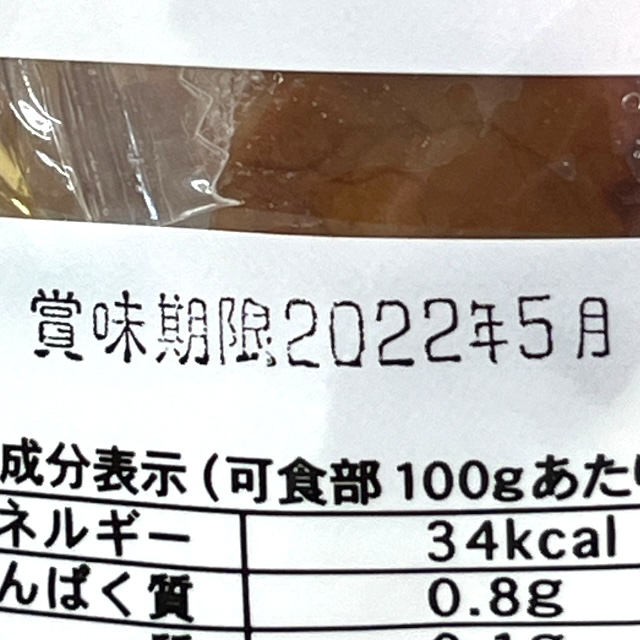 賞味期限2022年5月
成分表示(可食部100gあた
ネルギー 34kcal
んぱく質 0.8g